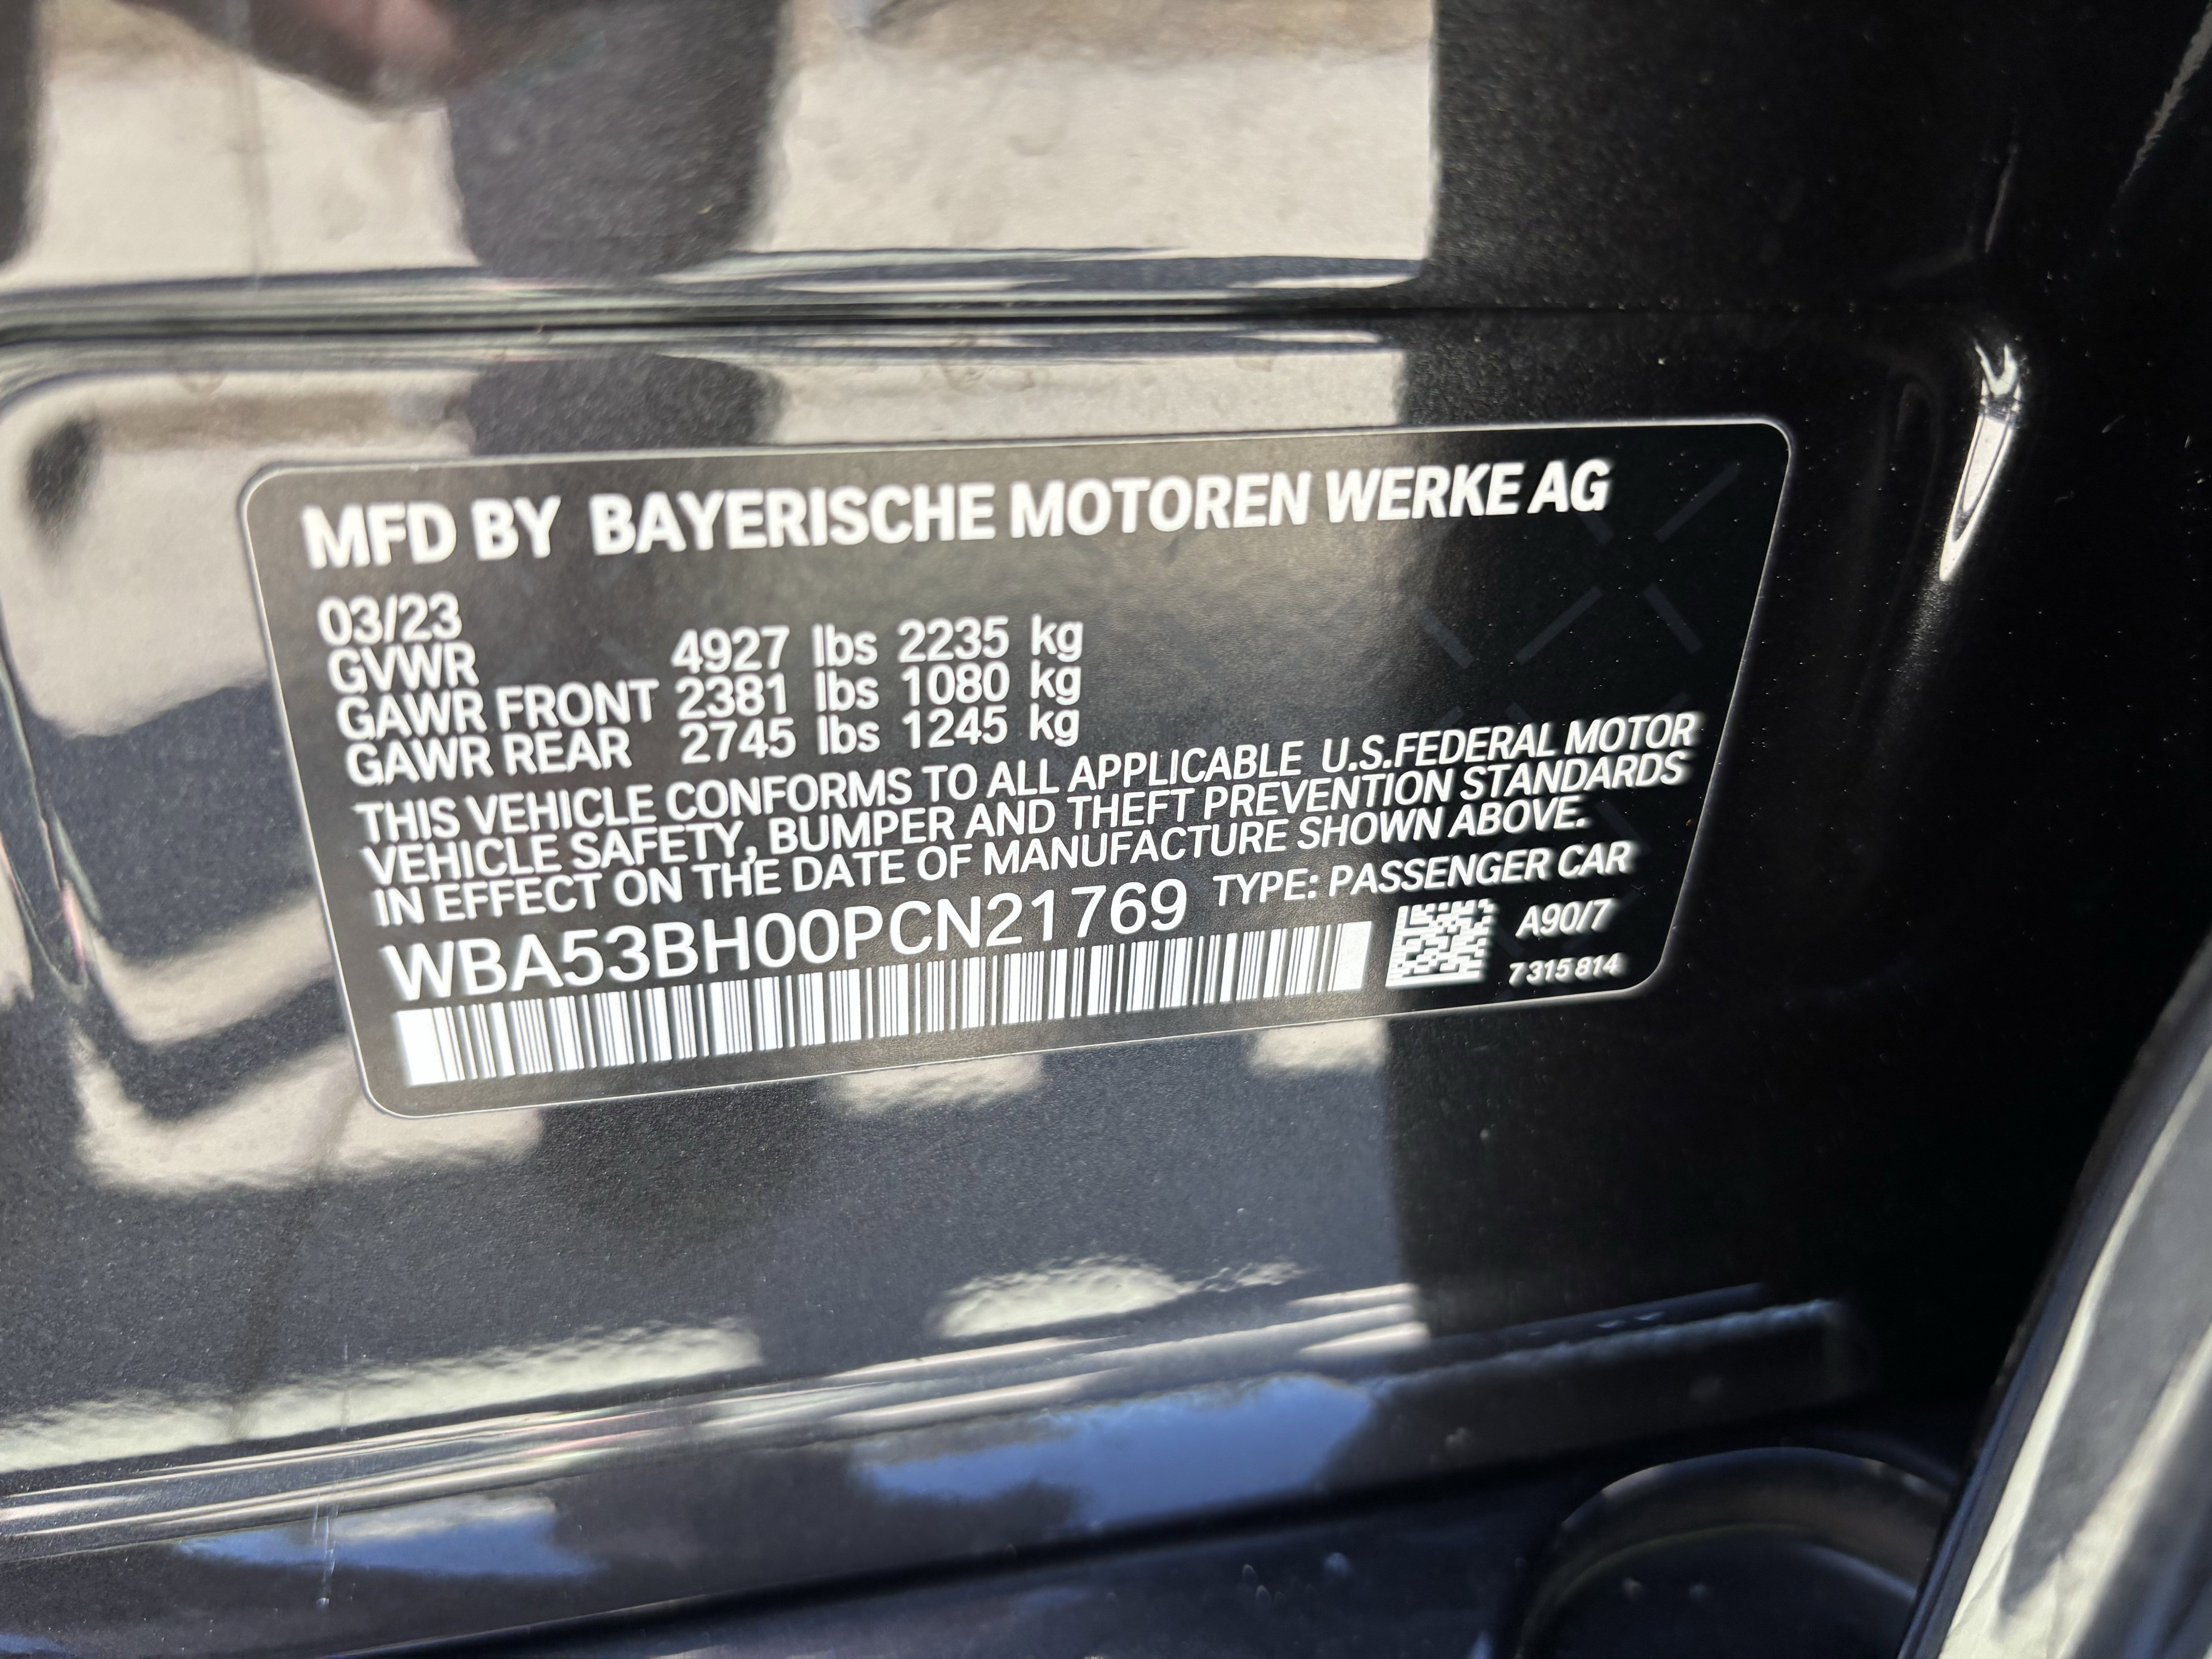 MFD BY BAYERISCHE MOTOREN WERKE AG
03/23
GVWR 4927 lbs 2235 kg
GAWR FRONT 2381 lbs 1080 kg
GAWR REAR 2745 lbs 1245 kg
THIS VEHICLE CONFORMS TO ALL APPLICABLE U.S.FEDERAL MOTOR
VEHICLE SAFETY, BUMPER AND THEFT PREVENTION STANDARDS
IN EFFECT ON THE DATE OF MANUFACTURE SHOWN ABOVE.
WBA53BH00PCN21769 TYPE: PASSENGER CAR
A90/7
7 315 814